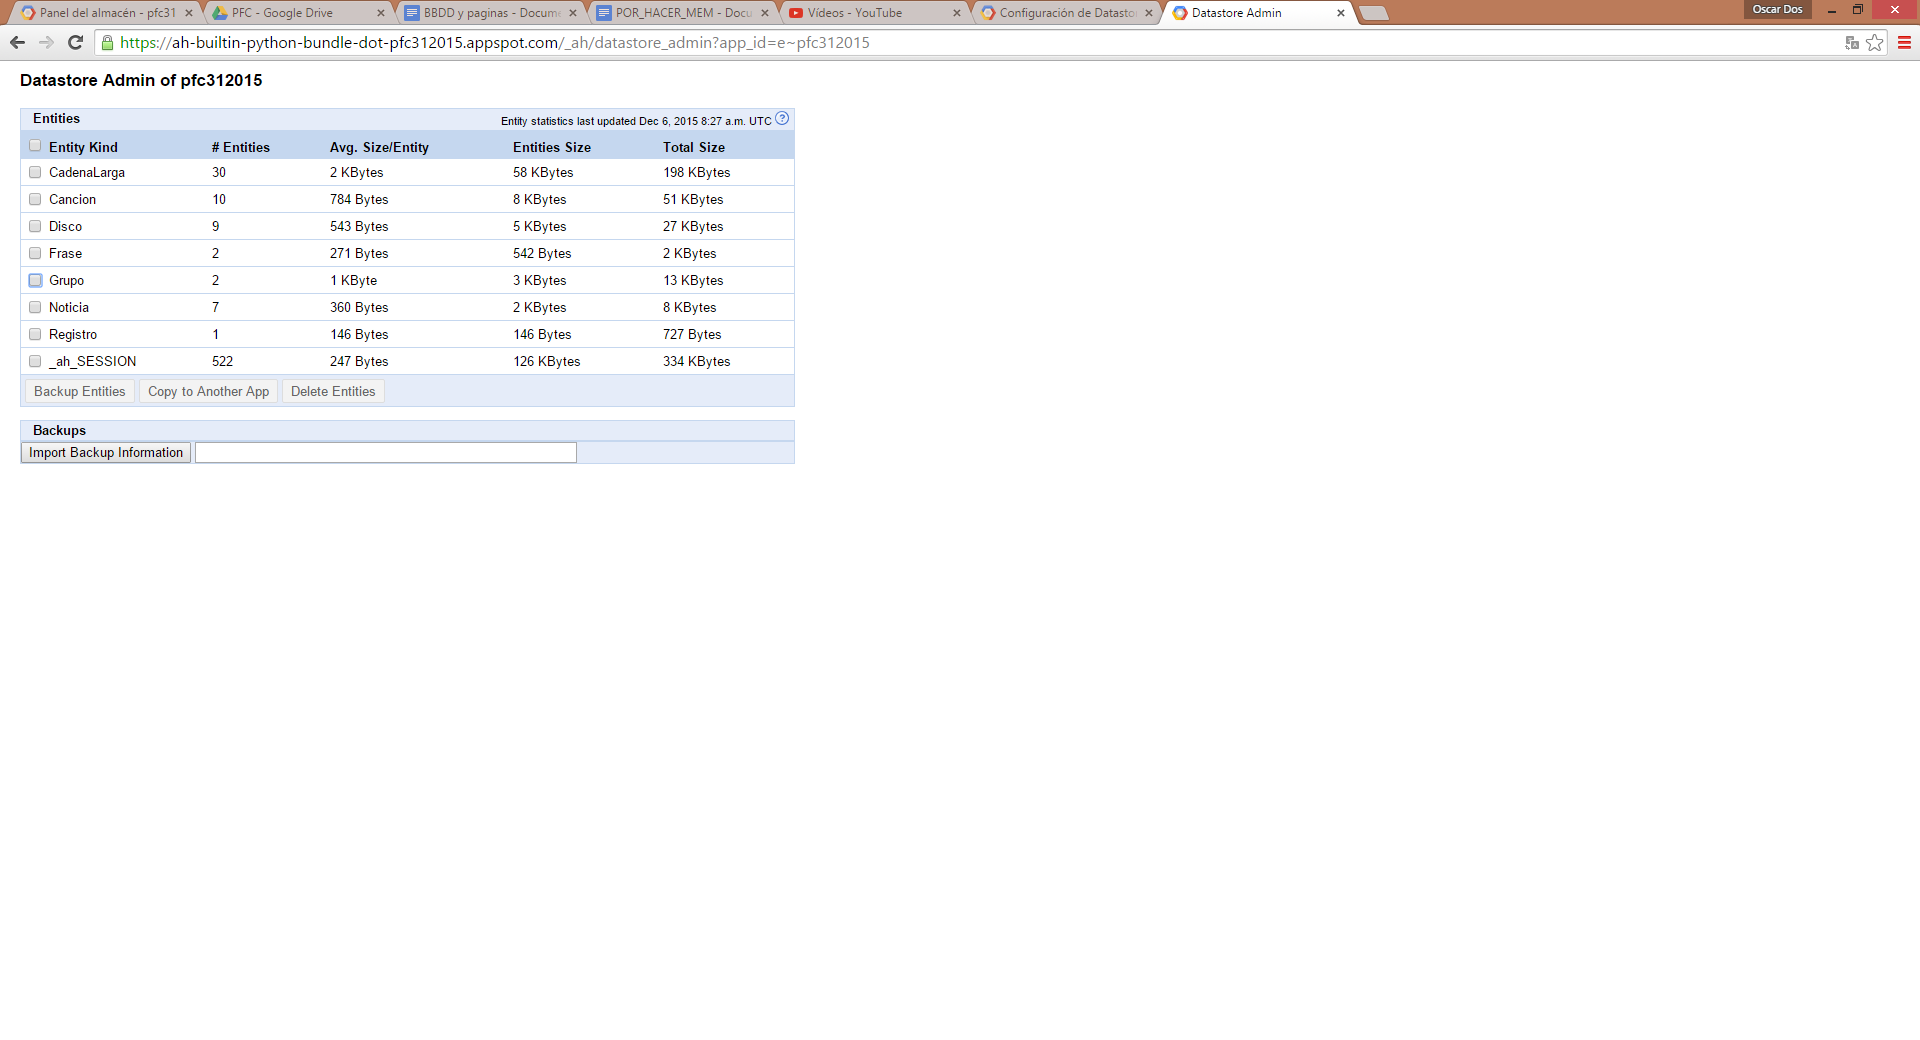 Panel del almacén - pfc31 PFC - Google Drive BBDD y paginas - Docume POR_HACER_MEM - Docu Vídeos - YouTube Configuración de Datasto Datastore Admin Oscar Dos
https://ah-builtin-python-bundle-dot-pfc312015.appspot.com/_ah/datastore_admin?app_id=e~pfc312015
Datastore Admin of pfc312015
Entities Entity statistics last updated Dec 6, 2015 8:27 a.m. UTC ?
Entity Kind # Entities Avg. Size/Entity Entities Size Total Size
CadenaLarga 30 2 KBytes 58 KBytes 198 KBytes
Cancion 10 784 Bytes 8 KBytes 51 KBytes
Disco 9 543 Bytes 5 KBytes 27 KBytes
Frase 2 271 Bytes 542 Bytes 2 KBytes
Grupo 2 1 KByte 3 KBytes 13 KBytes
Noticia 7 360 Bytes 2 KBytes 8 KBytes
Registro 1 146 Bytes 146 Bytes 727 Bytes
_ah_SESSION 522 247 Bytes 126 KBytes 334 KBytes
Backup Entities Copy to Another App Delete Entities
Backups
Import Backup Information